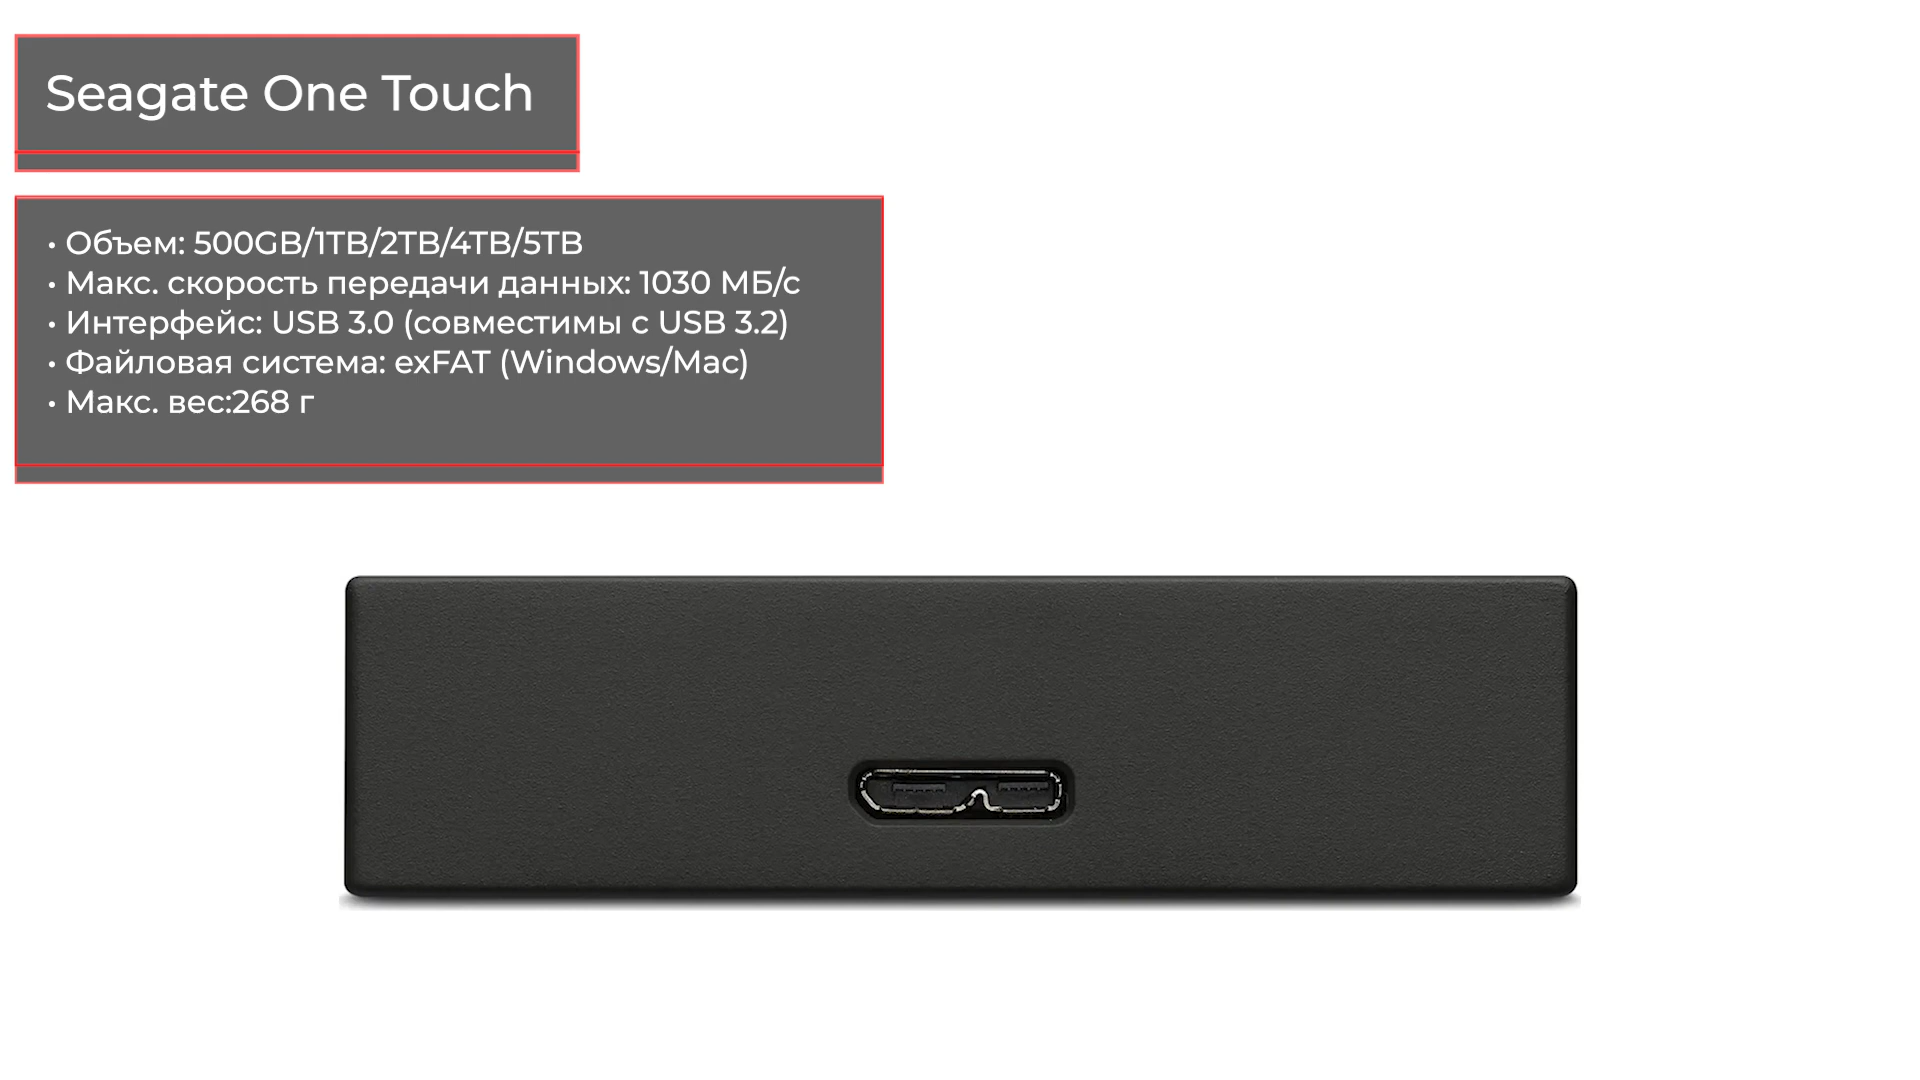 Seagate One Touch
• Объем: 500GB/1TB/2TB/4TB/5TB
• Макс. скорость передачи данных: 1030 МБ/с
• Интерфейс: USB 3.0 (совместимы с USB 3.2)
• Файловая система: exFAT (Windows/Mac)
• Макс. вес:268 г